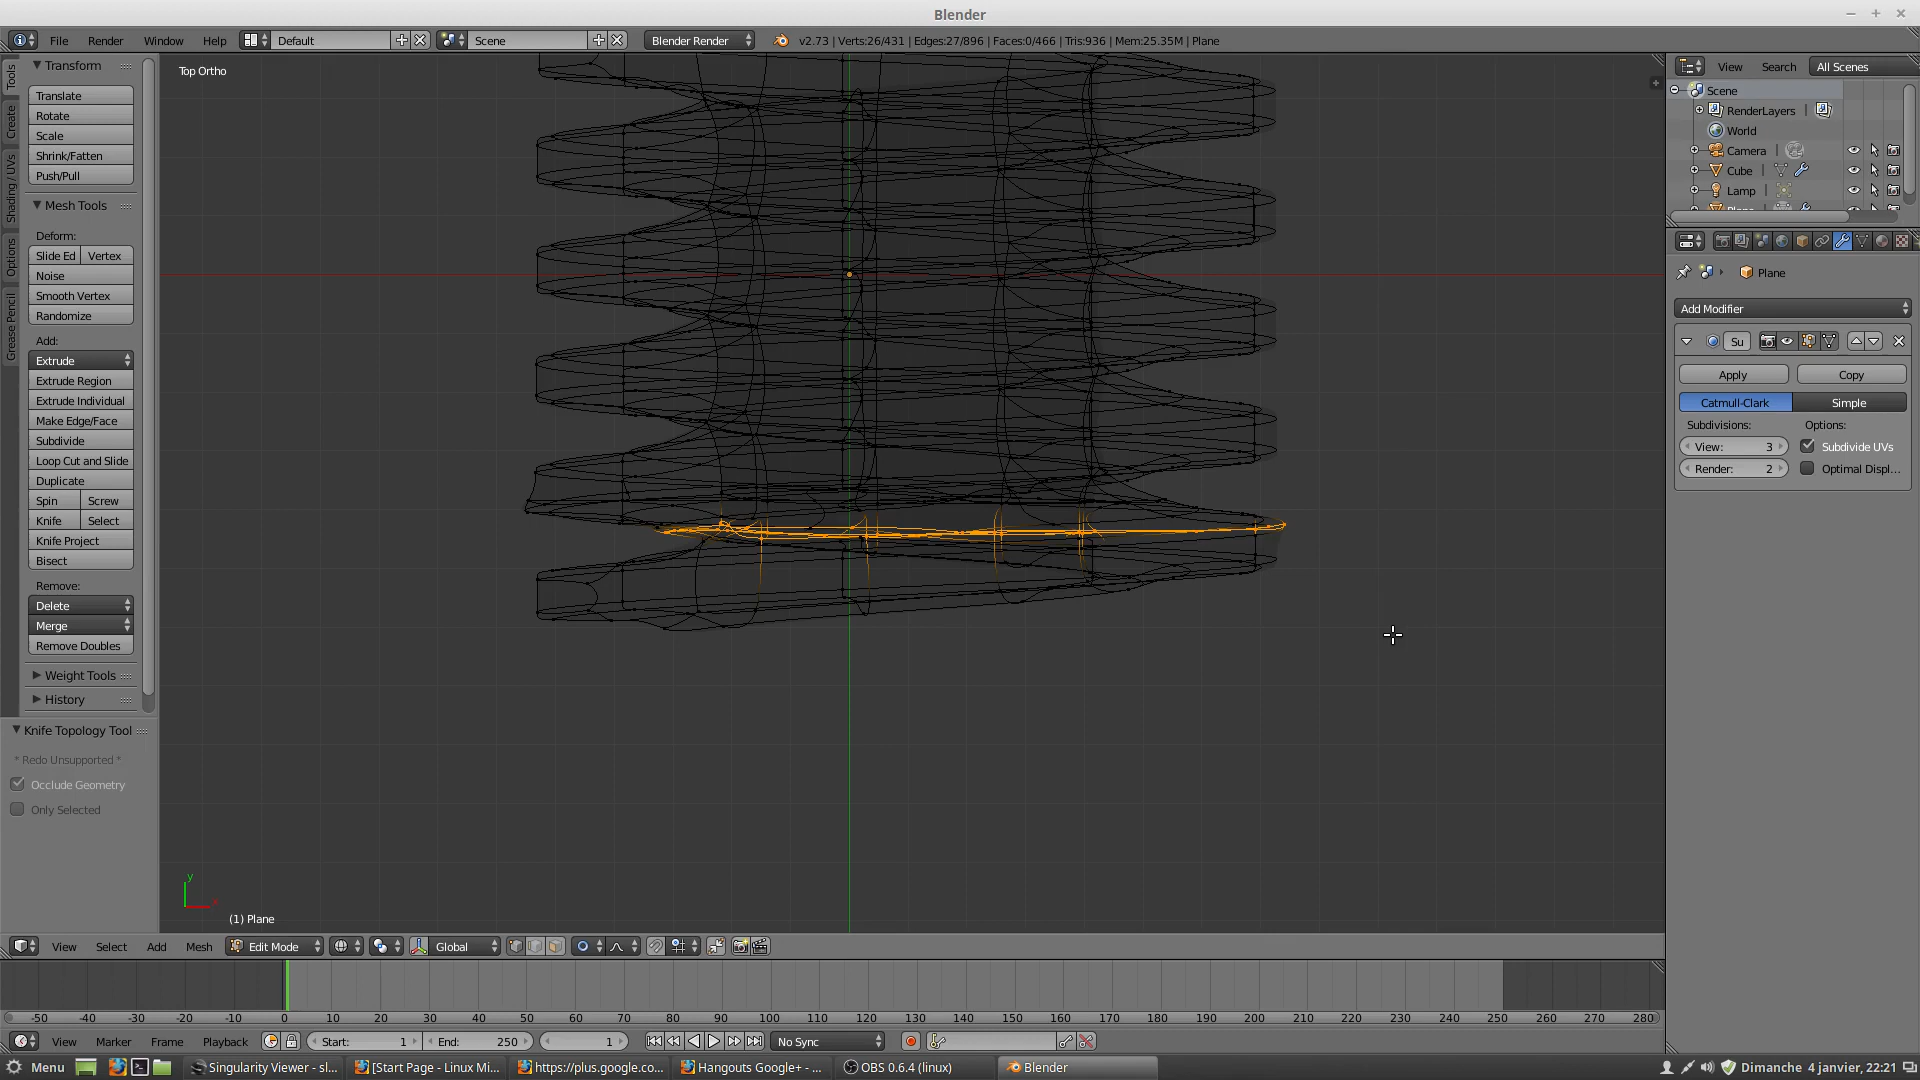 Blender
File Render Window Help Default Scene Blender Render v2.73 | Verts:26/431 | Edges:27/896 | Faces:0/466 | Tris:936 | Mem:25.35M | Plane
Tools
Create
Shading / UVs
Options
Grease Pencil
Transform
Translate
Rotate
Scale
Shrink/Fatten
Push/Pull
Mesh Tools
Deform:
Slide Ed Vertex
Noise
Smooth Vertex
Randomize
Add:
Extrude
Extrude Region
Extrude Individual
Make Edge/Face
Subdivide
Loop Cut and Slide
Duplicate
Spin Screw
Knife Select
Knife Project
Bisect
Remove:
Delete
Merge
Remove Doubles
Weight Tools
History
Knife Topology Tool
* Redo Unsupported *
Occlude Geometry
Only Selected
Top Ortho
y
x
(1) Plane
View Search All Scenes
Scene
RenderLayers |
World
Camera |
Cube |
Lamp |
Plane
Plane
Add Modifier
Su
Apply Copy
Catmull-Clark Simple
Subdivisions: Options:
View: 3 Subdivide UVs
Render: 2 Optimal Displ...
View Select Add Mesh Edit Mode Global
-50 -40 -30 -20 -10 0 10 20 30 40 50 60 70 80 90 100 110 120 130 140 150 160 170 180 190 200 210 220 230 240 250 260 270 280
View Marker Frame Playback Start: 1 End: 250 1 No Sync
Menu Singularity Viewer - sl... [Start Page - Linux Mi... https://plus.google.co... Hangouts Google+ - ... OBS 0.6.4 (linux) Blender Dimanche 4 janvier, 22:21